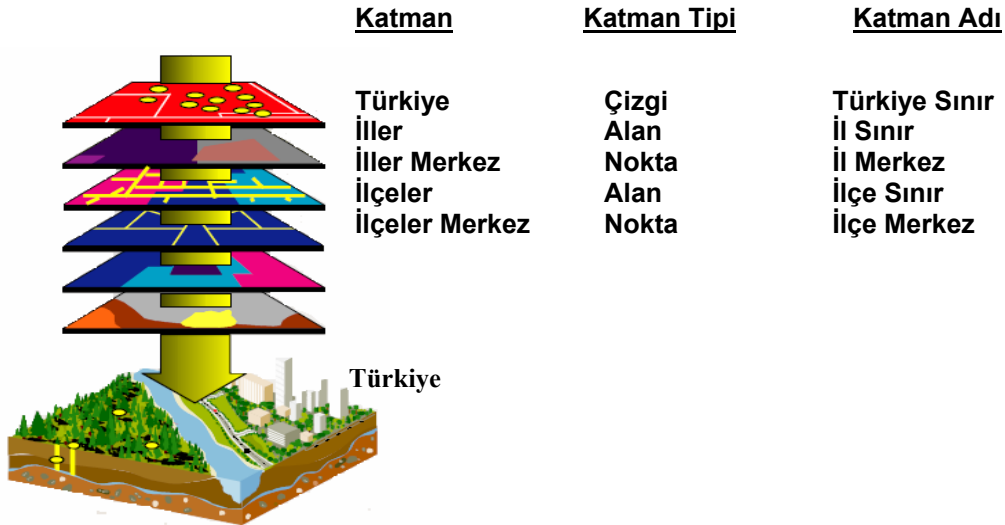 Katman Katman Tipi Katman Adı
Türkiye Çizgi Türkiye Sınır
İller Alan İl Sınır
İller Merkez Nokta İl Merkez
İlçeler Alan İlçe Sınır
İlçeler Merkez Nokta İlçe Merkez
Türkiye